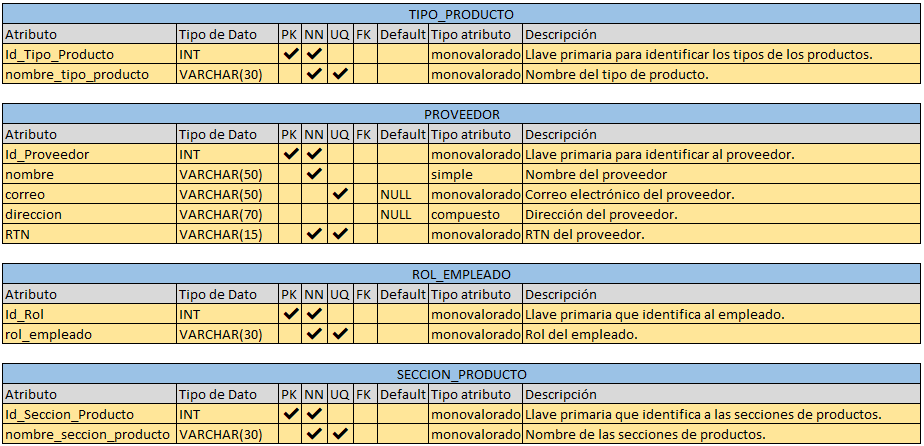 TIPO_PRODUCTO
Atributo Tipo de Dato PK NN UQ FK Default Tipo atributo Descripción
Id_Tipo_Producto INT ✔ ✔ monovalorado Llave primaria para identificar los tipos de los productos.
nombre_tipo_producto VARCHAR(30) ✔ ✔ monovalorado Nombre del tipo de producto.
PROVEEDOR
Atributo Tipo de Dato PK NN UQ FK Default Tipo atributo Descripción
Id_Proveedor INT ✔ ✔ monovalorado Llave primaria para identificar al proveedor.
nombre VARCHAR(50) ✔ simple Nombre del proveedor
correo VARCHAR(50) ✔ NULL monovalorado Correo electrónico del proveedor.
direccion VARCHAR(70) NULL compuesto Dirección del proveedor.
RTN VARCHAR(15) ✔ ✔ monovalorado RTN del proveedor.
ROL_EMPLEADO
Atributo Tipo de Dato PK NN UQ FK Default Tipo atributo Descripción
Id_Rol INT ✔ ✔ monovalorado Llave primaria que identifica al empleado.
rol_empleado VARCHAR(30) ✔ ✔ monovalorado Rol del empleado.
SECCION_PRODUCTO
Atributo Tipo de Dato PK NN UQ FK Default Tipo atributo Descripción
Id_Seccion_Producto INT ✔ ✔ monovalorado Llave primaria que identifica a las secciones de productos.
nombre_seccion_producto VARCHAR(30) ✔ ✔ monovalorado Nombre de las secciones de productos.